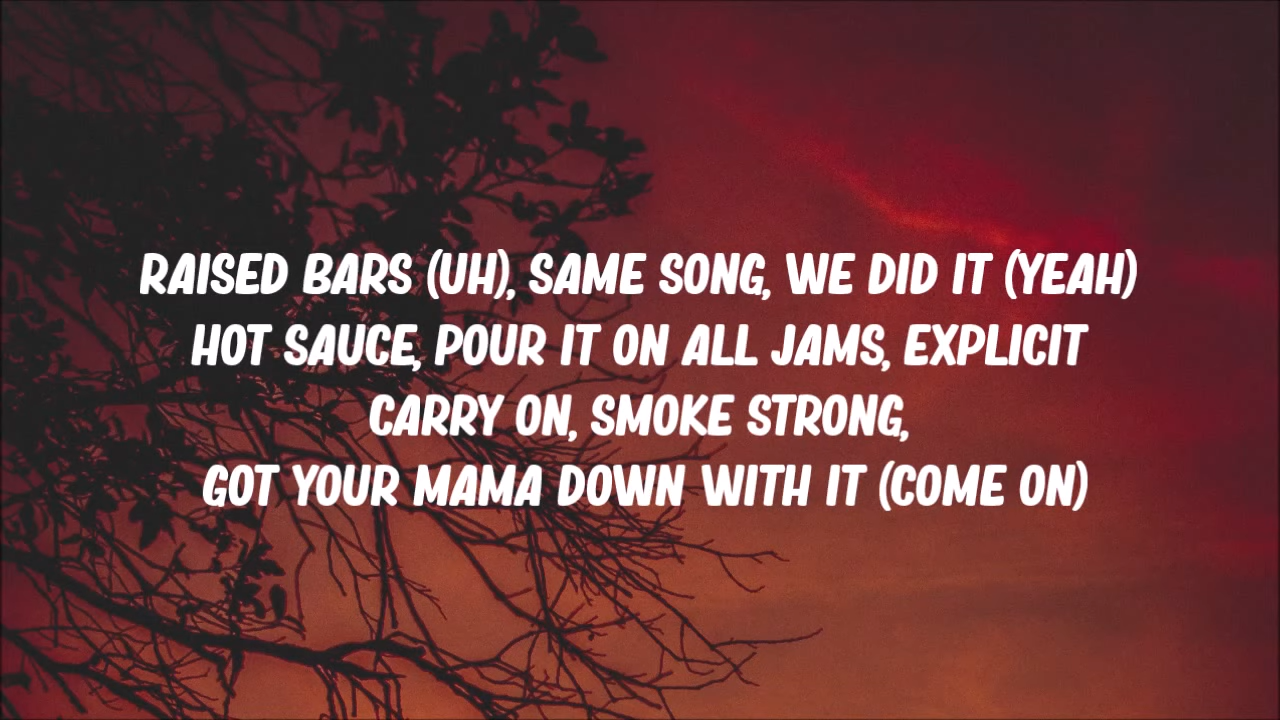 RAISED BARS (UH), SAME SONG, WE DID IT (YEAH)
HOT SAUCE, POUR IT ON ALL JAMS, EXPLICIT
CARRY ON, SMOKE STRONG,
GOT YOUR MAMA DOWN WITH IT (COME ON)